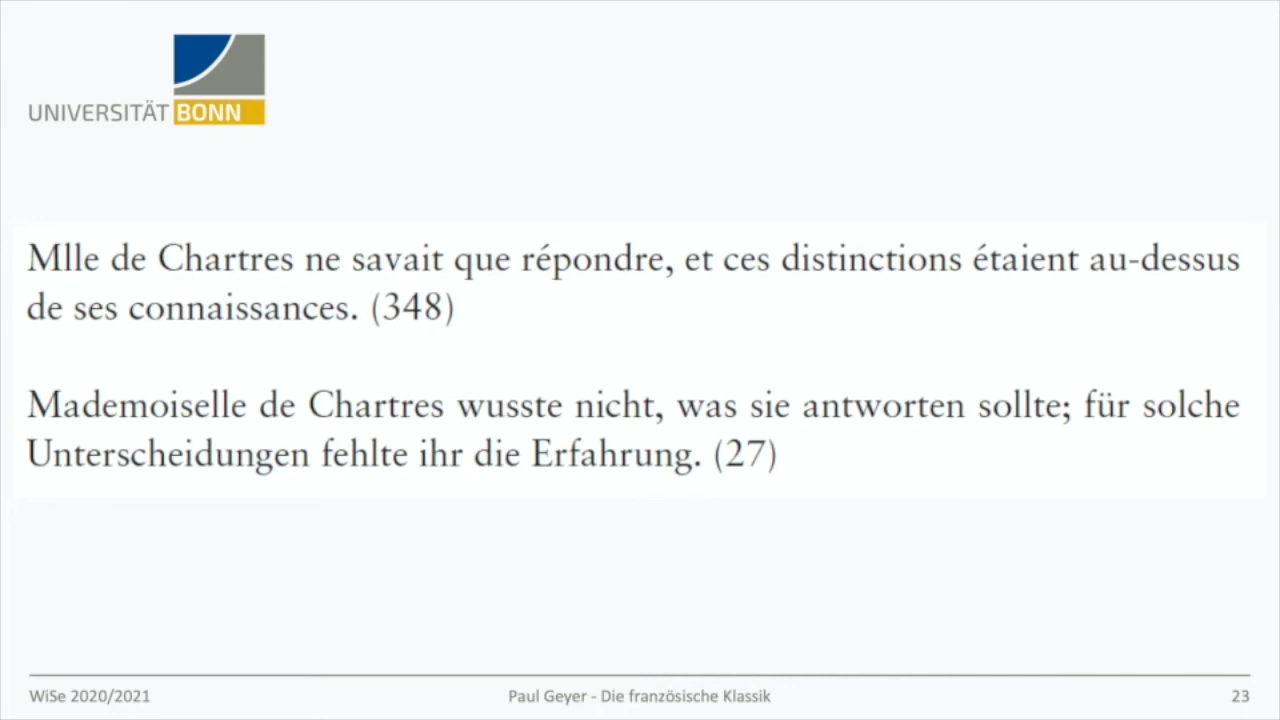 UNIVERSITÄT BONN
Mlle de Chartres ne savait que répondre, et ces distinctions étaient au-dessus
de ses connaissances. (348)
Mademoiselle de Chartres wusste nicht, was sie antworten sollte; für solche
Unterscheidungen fehlte ihr die Erfahrung. (27)
WiSe 2020/2021 Paul Geyer - Die französische Klassik 23